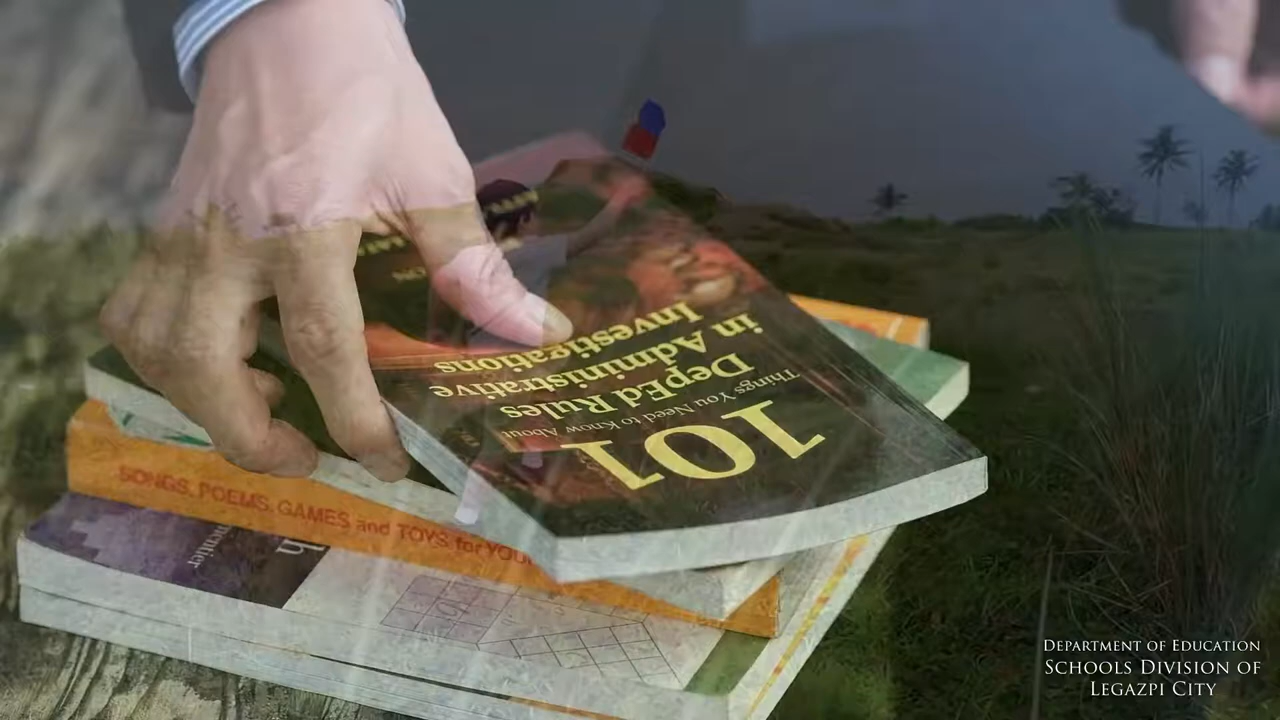 101
Things You Need to Know About
DepEd Rules
in Administrative
Investigations
SONGS, POEMS, GAMES and TOYS for YOU
DEPARTMENT OF EDUCATION
SCHOOLS DIVISION OF
LEGAZPI CITY